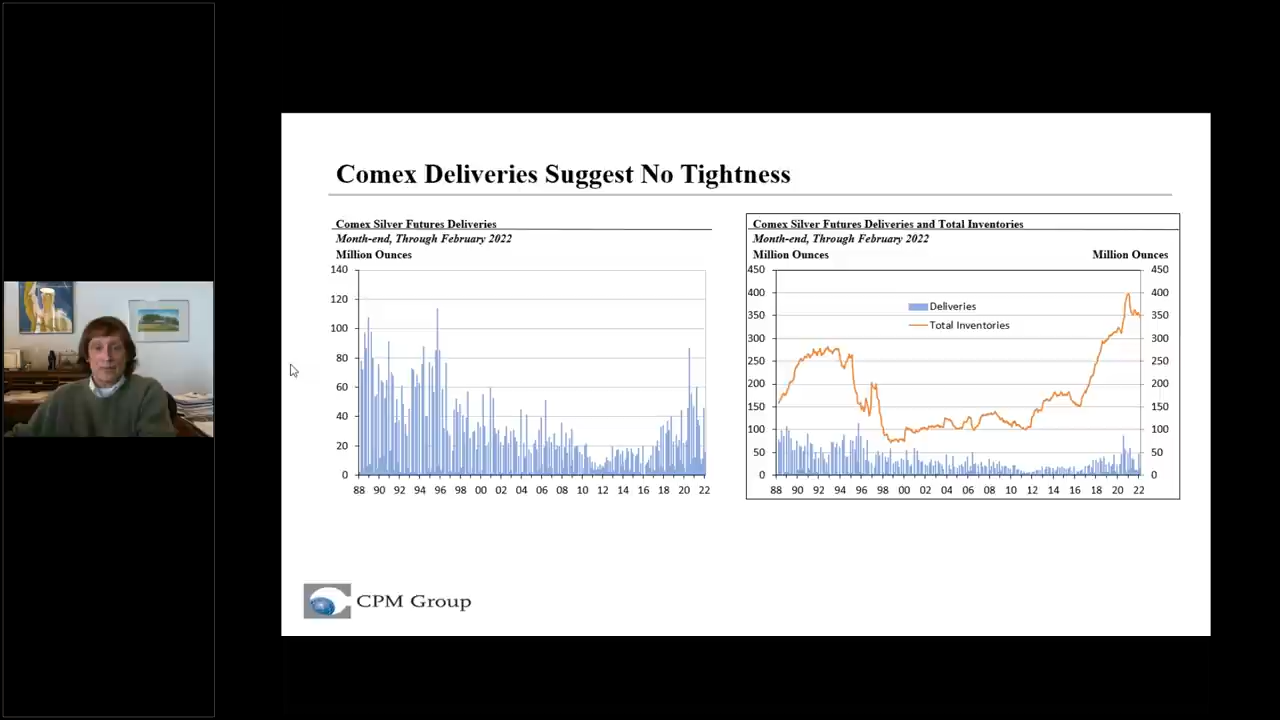 Comex Deliveries Suggest No Tightness
Comex Silver Futures Deliveries
Month-end, Through February 2022
Million Ounces
140
120
100
80
60
40
20
0
88 90 92 94 96 98 00 02 04 06 08 10 12 14 16 18 20 22
Comex Silver Futures Deliveries and Total Inventories
Month-end, Through February 2022
Million Ounces Million Ounces
450 450
400 400
350 350
300 300
250 250
200 200
150 150
100 100
50 50
0 0
Deliveries
Total Inventories
88 90 92 94 96 98 00 02 04 06 08 10 12 14 16 18 20 22
CPM Group